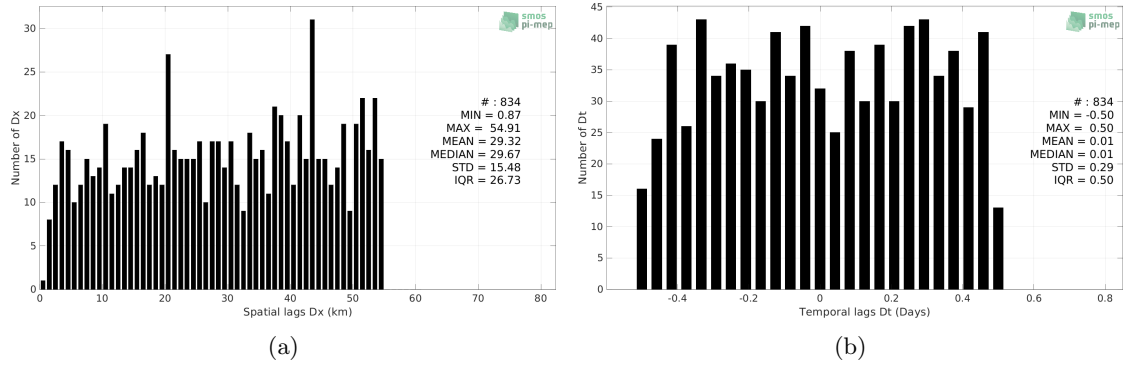 30
25
20
15
10
5
0
Number of Dx
0 10 20 30 40 50 60 70 80
Spatial lags Dx (km)
smos
pi-mep
# : 834
MIN = 0.87
MAX = 54.91
MEAN = 29.32
MEDIAN = 29.67
STD = 15.48
IQR = 26.73
(a)
45
40
35
30
25
20
15
10
5
0
Number of Dt
-0.4 -0.2 0 0.2 0.4 0.6 0.8
Temporal lags Dt (Days)
smos
pi-mep
# : 834
MIN = -0.50
MAX = 0.50
MEAN = 0.01
MEDIAN = 0.01
STD = 0.29
IQR = 0.50
(b)